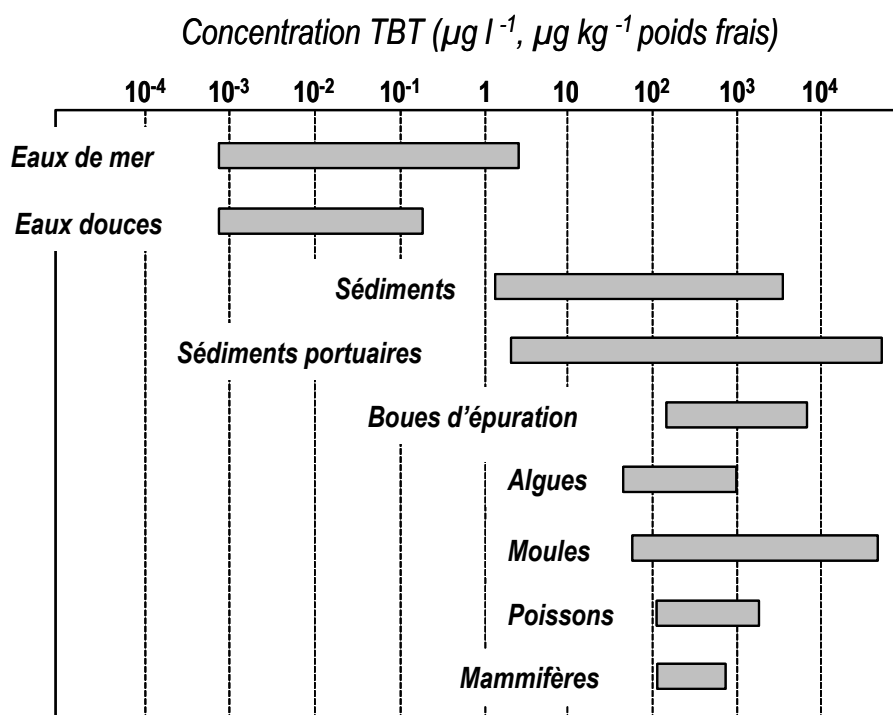 Concentration TBT (µg l -1, µg kg -1 poids frais)
10-4 10-3 10-2 10-1 1 10 102 103 104
Eaux de mer
Eaux douces
Sédiments
Sédiments portuaires
Boues d’épuration
Algues
Moules
Poissons
Mammifères